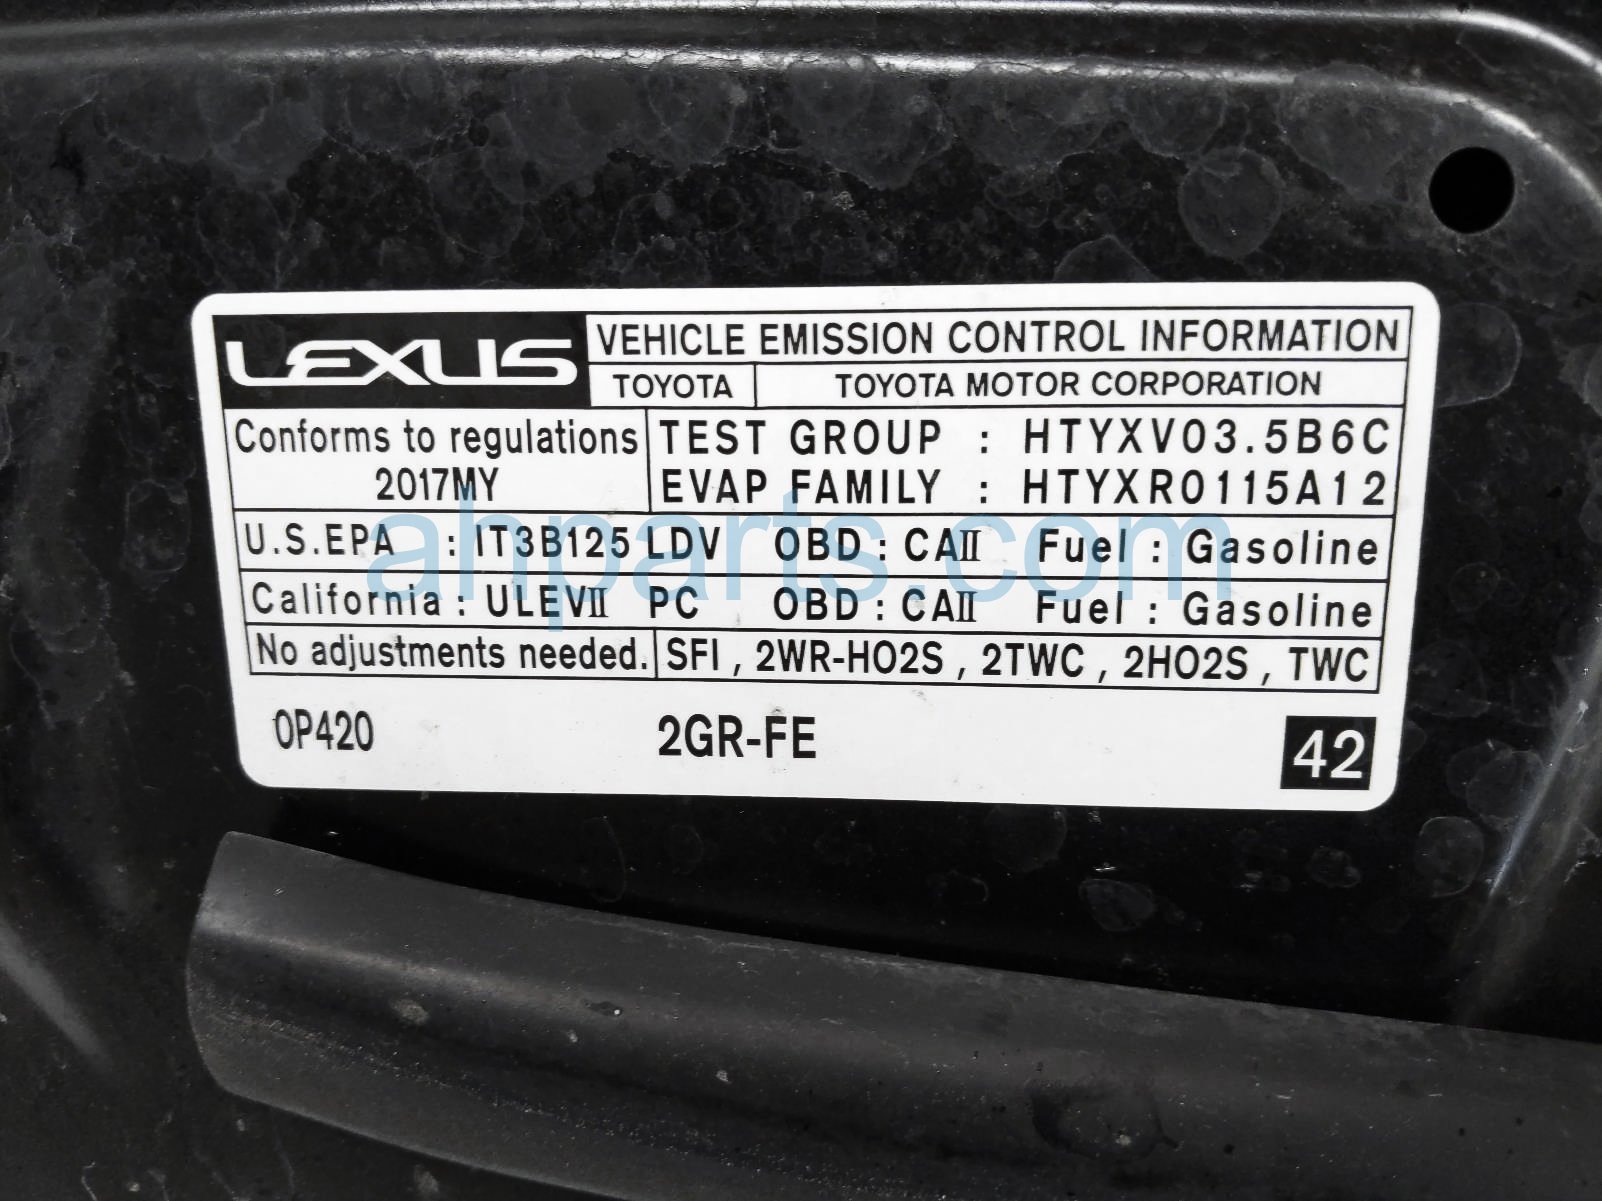 LEXUS
VEHICLE EMISSION CONTROL INFORMATION
TOYOTA TOYOTA MOTOR CORPORATION
Conforms to regulations
2017MY
TEST GROUP : HTYXV03.5B6C
EVAP FAMILY : HTYXR0115A12
U.S.EPA : IT3B125 LDV OBD : CAII Fuel : Gasoline
California : ULEVII PC OBD : CAII Fuel : Gasoline
No adjustments needed. SFI , 2WR-HO2S , 2TWC , 2HO2S , TWC
0P420 2GR-FE 42
ahparts.com